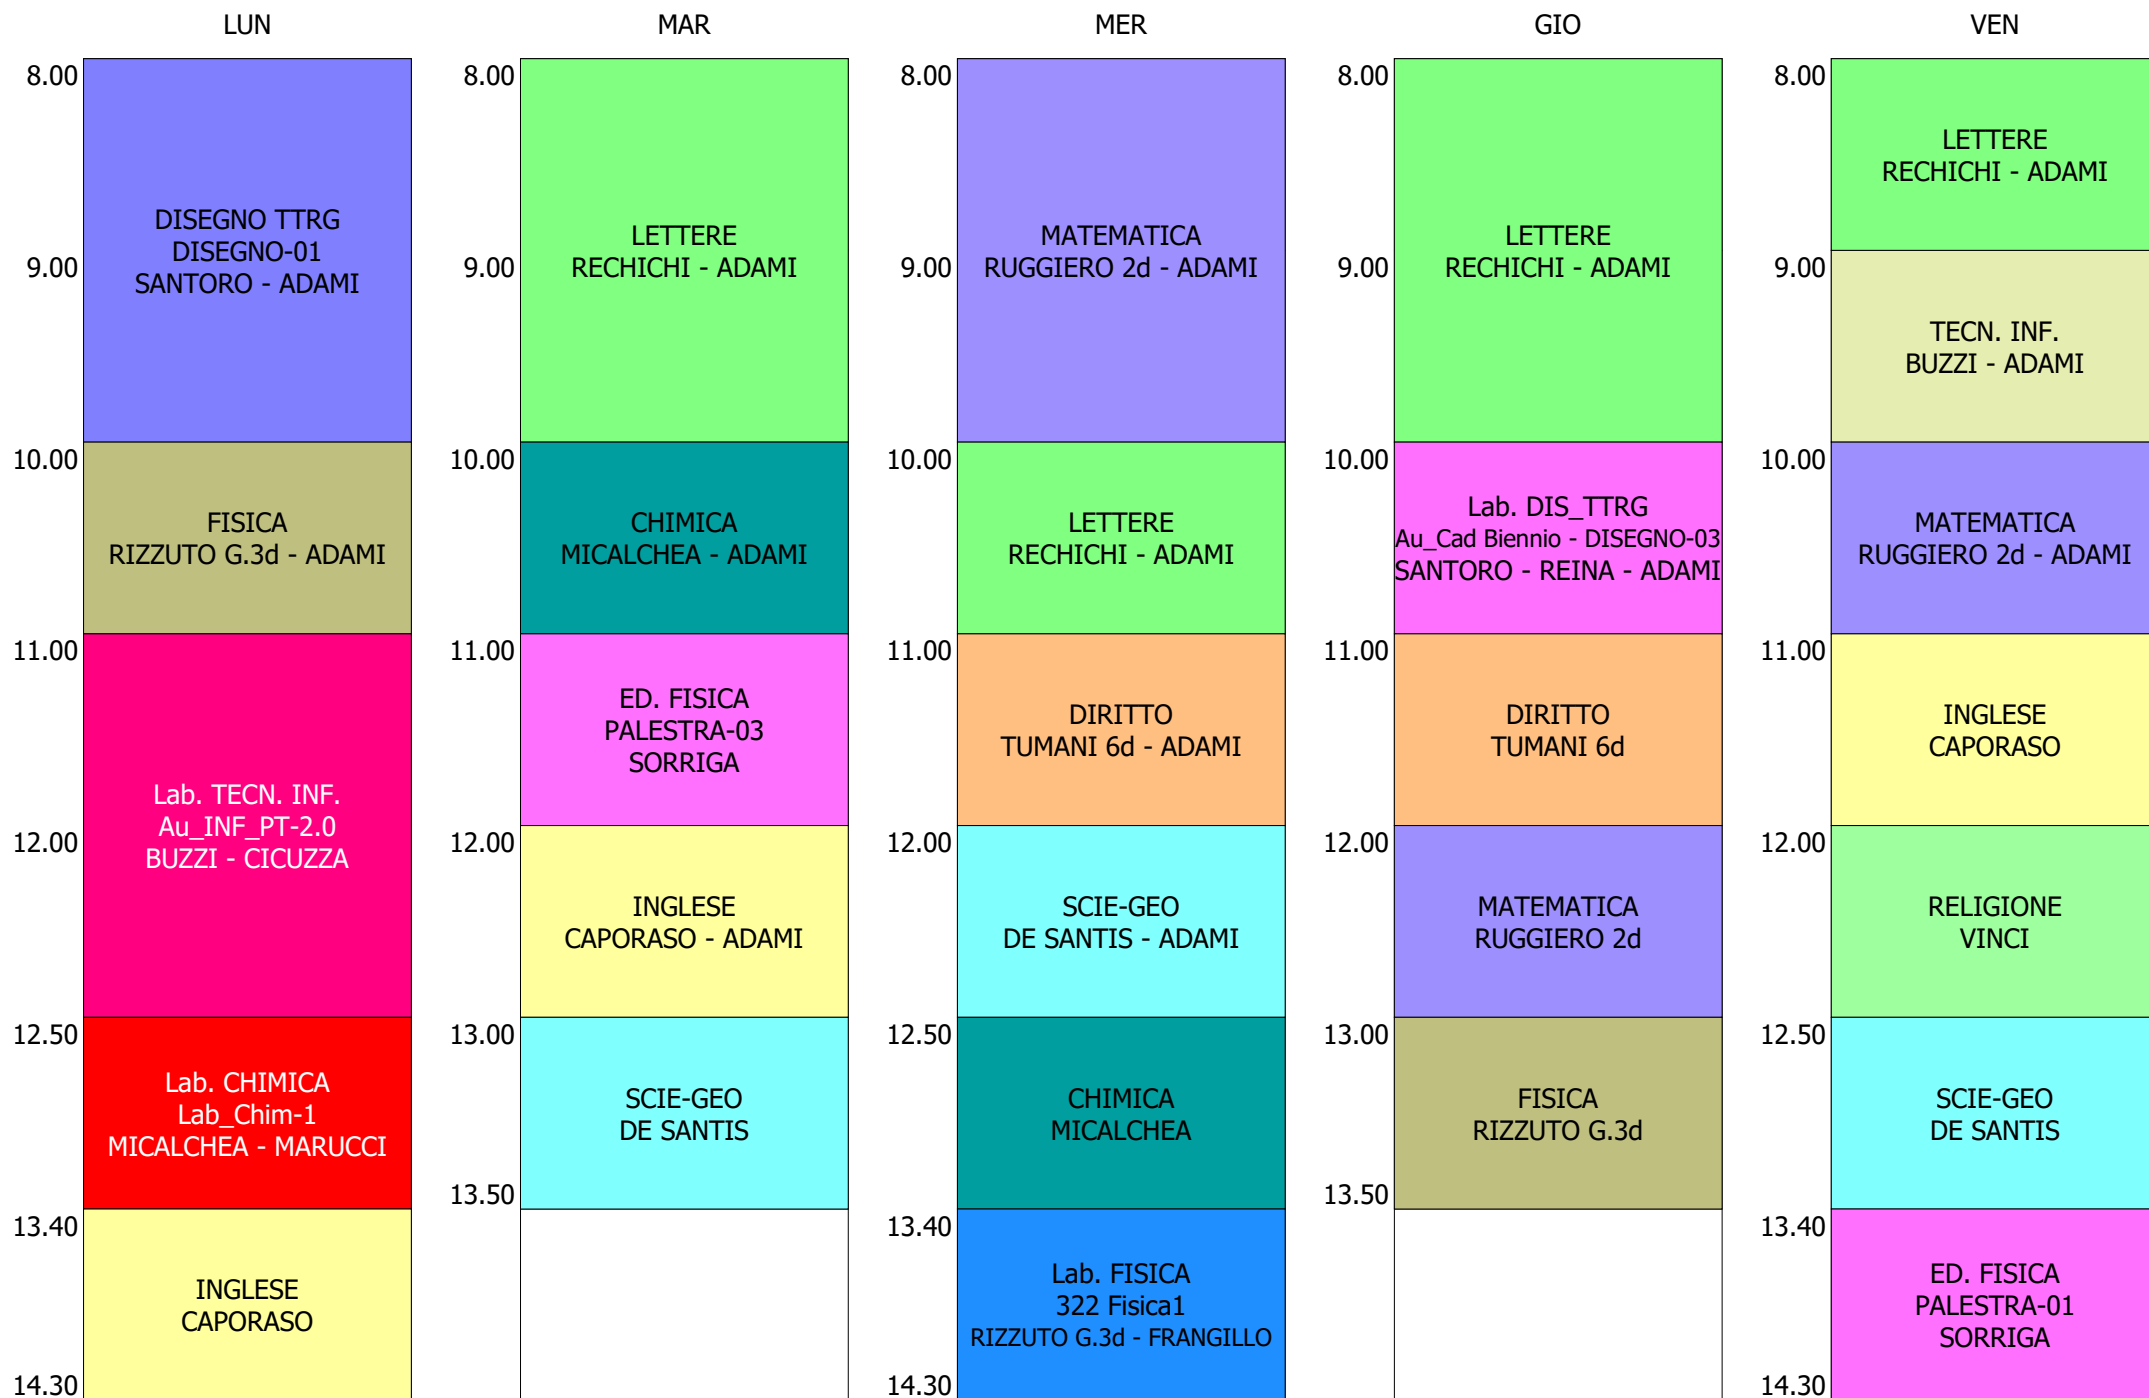 LUN
8.00
DISEGNO TTRG
DISEGNO-01
SANTORO - ADAMI
9.00
10.00
FISICA
RIZZUTO G.3d - ADAMI
11.00
Lab. TECN. INF.
Au_INF_PT-2.0
BUZZI - CICUZZA
12.00
12.50
Lab. CHIMICA
Lab_Chim-1
MICALCHEA - MARUCCI
13.40
INGLESE
CAPORASO
14.30
MAR
8.00
LETTERE
RECHICHI - ADAMI
9.00
10.00
CHIMICA
MICALCHEA - ADAMI
11.00
ED. FISICA
PALESTRA-03
SORRIGA
12.00
INGLESE
CAPORASO - ADAMI
13.00
SCIE-GEO
DE SANTIS
13.50
MER
8.00
MATEMATICA
RUGGIERO 2d - ADAMI
9.00
10.00
LETTERE
RECHICHI - ADAMI
11.00
DIRITTO
TUMANI 6d - ADAMI
12.00
SCIE-GEO
DE SANTIS - ADAMI
12.50
CHIMICA
MICALCHEA
13.40
Lab. FISICA
322 Fisica1
RIZZUTO G.3d - FRANGILLO
14.30
GIO
8.00
LETTERE
RECHICHI - ADAMI
9.00
10.00
Lab. DIS_TTRG
Au_Cad Biennio - DISEGNO-03
SANTORO - REINA - ADAMI
11.00
DIRITTO
TUMANI 6d
12.00
MATEMATICA
RUGGIERO 2d
13.00
FISICA
RIZZUTO G.3d
13.50
VEN
8.00
LETTERE
RECHICHI - ADAMI
9.00
TECN. INF.
BUZZI - ADAMI
10.00
MATEMATICA
RUGGIERO 2d - ADAMI
11.00
INGLESE
CAPORASO
12.00
RELIGIONE
VINCI
12.50
SCIE-GEO
DE SANTIS
13.40
ED. FISICA
PALESTRA-01
SORRIGA
14.30